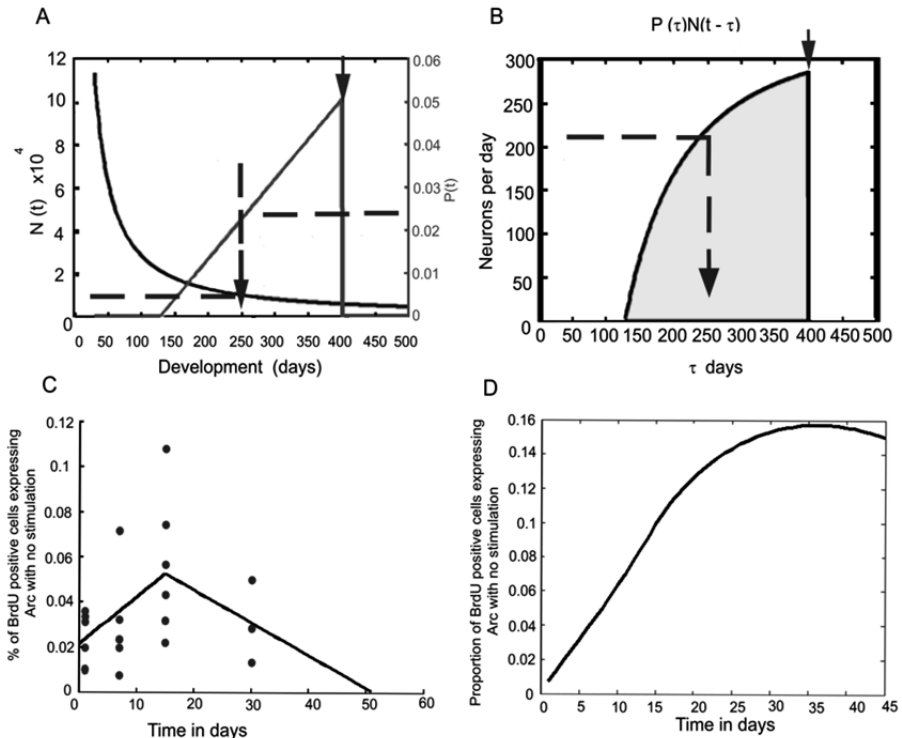 A
N (t) x10^4
12
10
8
6
4
2
0
0.06
0.05
0.04
0.03
0.02
0.01
0
P(t)
0 50 100 150 200 250 300 350 400 450 500
Development (days)
B
P (τ)N(t - τ)
Neurons per day
300
250
200
150
100
50
0
0 50 100 150 200 250 300 350 400 450 500
τ days
C
% of BrdU positive cells expressing
Arc with no stimulation
0.12
0.1
0.08
0.06
0.04
0.02
0
0 10 20 30 40 50 60
Time in days
D
Proportion of BrdU positive cells expressing
Arc with no stimulation
0.16
0.14
0.12
0.1
0.08
0.06
0.04
0.02
0
0 5 10 15 20 25 30 35 40 45
Time in days